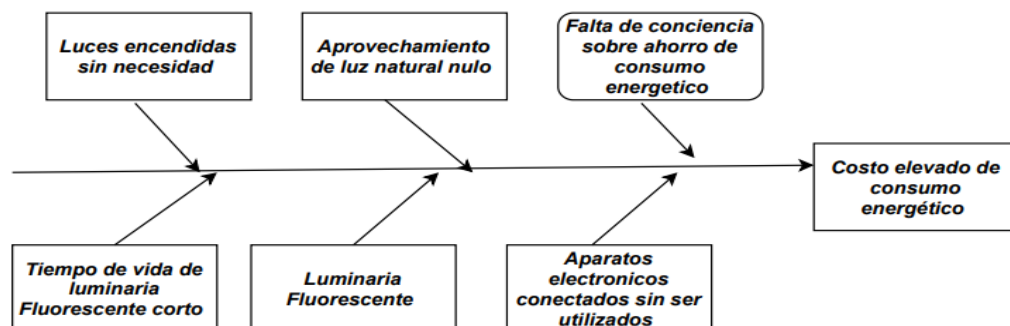 Luces encendidas
sin necesidad
Aprovechamiento
de luz natural nulo
Falta de conciencia
sobre ahorro de
consumo
energetico
Costo elevado de
consumo
energético
Tiempo de vida de
luminaria
Fluorescente corto
Luminaria
Fluorescente
Aparatos
electronicos
conectados sin ser
utilizados